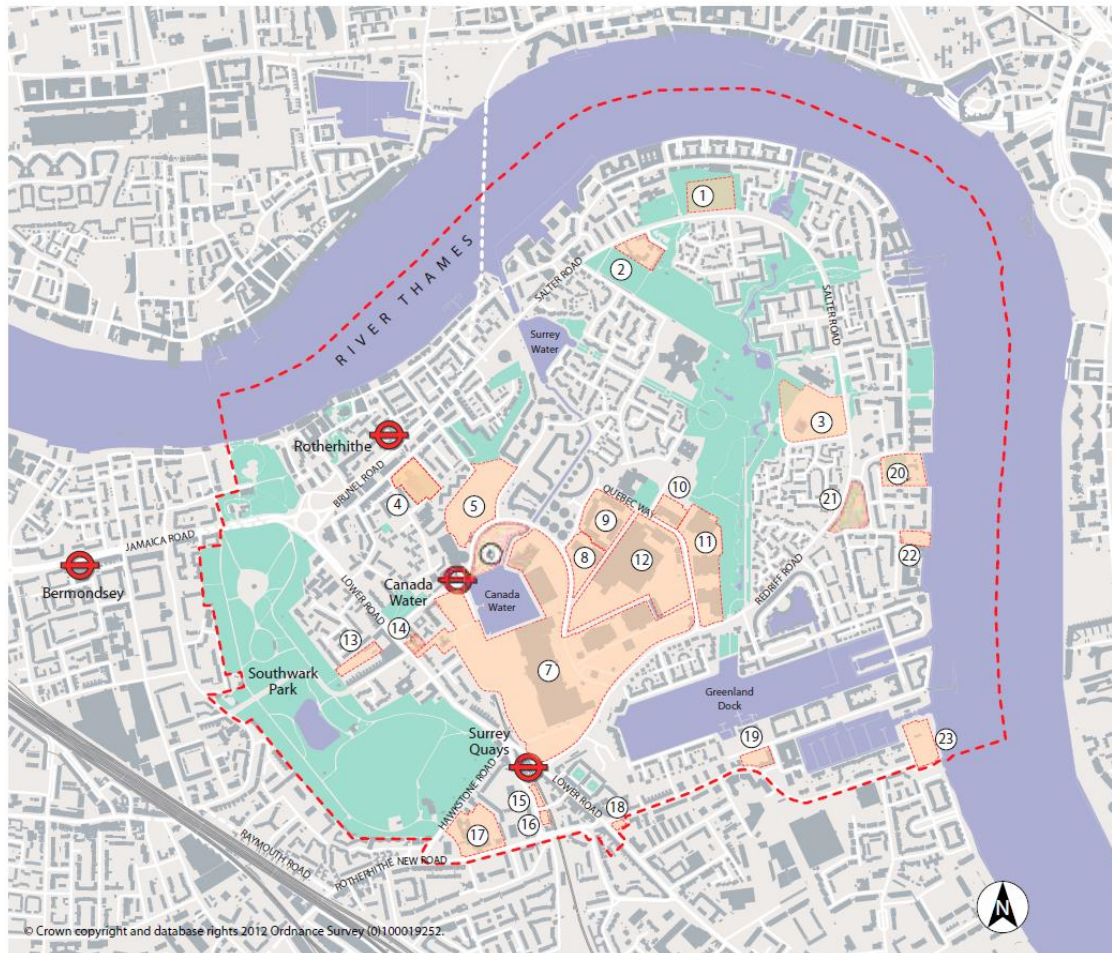 1
2
SALTER ROAD
SALTER ROAD
RIVER THAMES
Surrey
Water
3
Rotherhithe
BRUNEL ROAD
4
5
20
21
10
QUEBEC WAY
9
11
22
JAMAICA ROAD
Bermondsey
8
12
REDRIFF ROAD
Canada
Water
Canada
Water
LOWER ROAD
14
13
7
Southwark
Park
Greenland
Dock
Surrey
Quays
19
23
HAWKSTONE ROAD
LOWER ROAD
15
16
18
17
RAYMOUTH ROAD
ROTHERHITHE NEW ROAD
N
© Crown copyright and database rights 2012 Ordnance Survey (0)100019252.